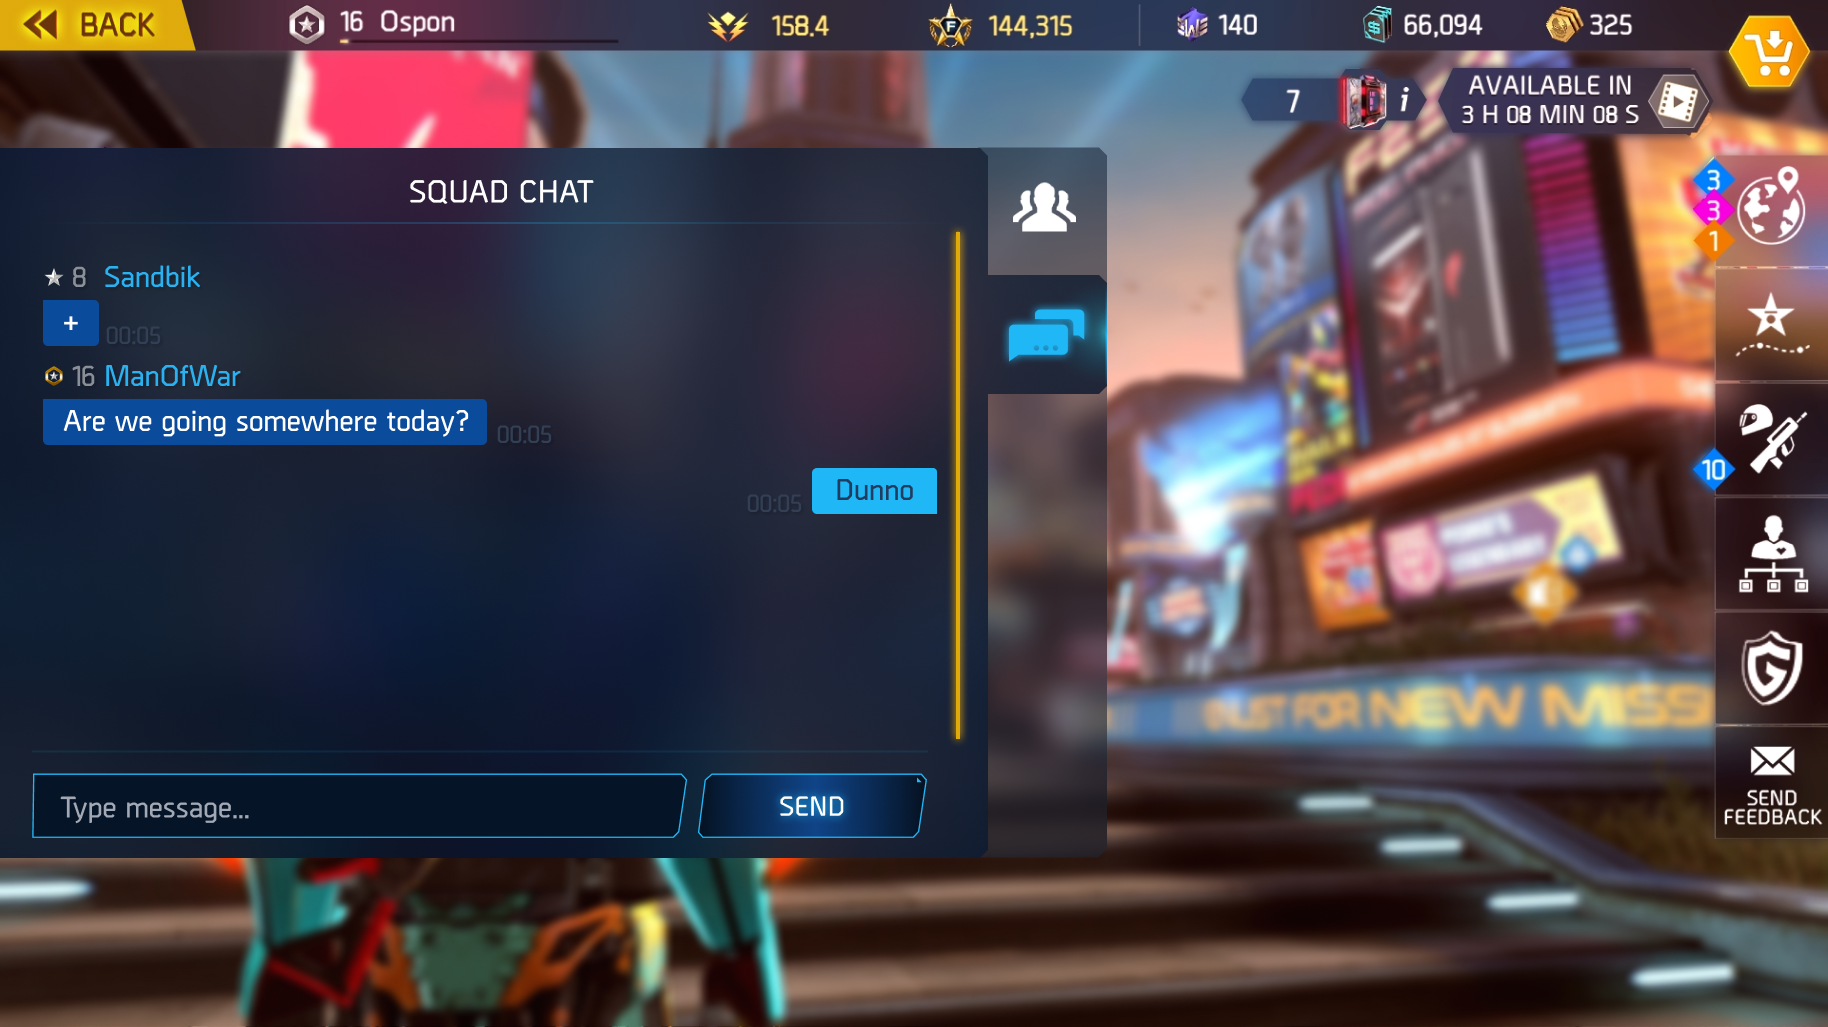 BACK
16 Ospon
158.4
144,315
140
66,094
325
7
i
AVAILABLE IN
3 H 08 MIN 08 S
SQUAD CHAT
8 Sandbik
+
00:05
16 ManOfWar
Are we going somewhere today?
00:05
00:05
Dunno
Type message...
SEND
3
3
1
10
SEND
FEEDBACK
NEW MISS